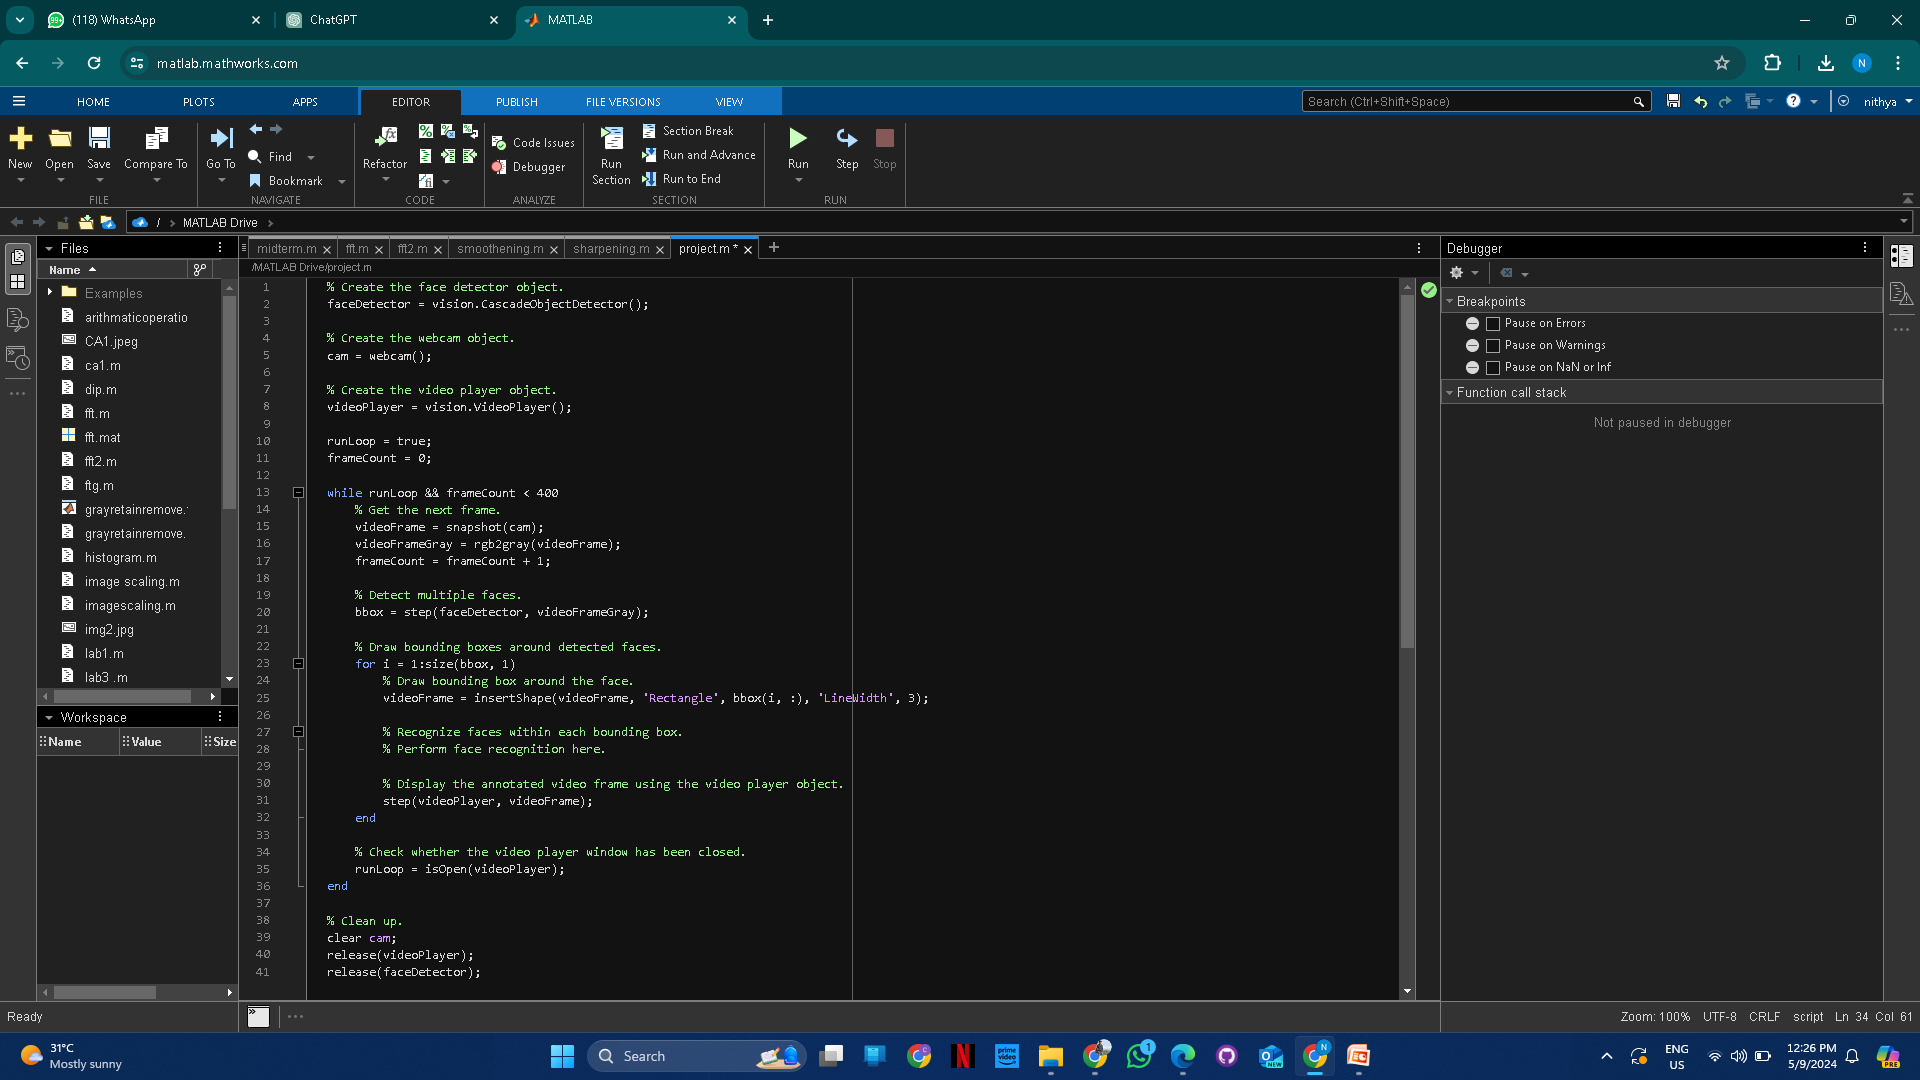 (118) WhatsApp
ChatGPT
MATLAB
matlab.mathworks.com
N
HOME
PLOTS
APPS
EDITOR
PUBLISH
FILE VERSIONS
VIEW
Search (Ctrl+Shift+Space)
nithya
New
Open
Save
Compare To
FILE
Go To
Find
Bookmark
NAVIGATE
Refactor
CODE
Code Issues
Debugger
ANALYZE
Run
Section
Section Break
Run and Advance
Run to End
SECTION
Run
Step
Stop
RUN
/ MATLAB Drive
Files
Name
Examples
arithmaticoperatio
CA1.jpeg
ca1.m
dip.m
fft.m
fft.mat
fft2.m
ftg.m
grayretainremove.
grayretainremove.
histogram.m
image scaling.m
imagescaling.m
img2.jpg
lab1.m
lab3 .m
Workspace
Name Value Size
midterm.m
fft.m
fft2.m
smoothening.m
sharpening.m
project.m *
/MATLAB Drive/project.m
1 % Create the face detector object.
2 faceDetector = vision.CascadeObjectDetector();
3
4 % Create the webcam object.
5 cam = webcam();
6
7 % Create the video player object.
8 videoPlayer = vision.VideoPlayer();
9
10 runLoop = true;
11 frameCount = 0;
12
13 while runLoop && frameCount < 400
14 % Get the next frame.
15 videoFrame = snapshot(cam);
16 videoFrameGray = rgb2gray(videoFrame);
17 frameCount = frameCount + 1;
18
19 % Detect multiple faces.
20 bbox = step(faceDetector, videoFrameGray);
21
22 % Draw bounding boxes around detected faces.
23 for i = 1:size(bbox, 1)
24 % Draw bounding box around the face.
25 videoFrame = insertShape(videoFrame, 'Rectangle', bbox(i, :), 'LineWidth', 3);
26
27 % Recognize faces within each bounding box.
28 % Perform face recognition here.
29
30 % Display the annotated video frame using the video player object.
31 step(videoPlayer, videoFrame);
32 end
33
34 % Check whether the video player window has been closed.
35 runLoop = isOpen(videoPlayer);
36 end
37
38 % Clean up.
39 clear cam;
40 release(videoPlayer);
41 release(faceDetector);
Debugger
Breakpoints
Pause on Errors
Pause on Warnings
Pause on NaN or Inf
Function call stack
Not paused in debugger
Ready
Zoom: 100% UTF-8 CRLF script Ln 34 Col 61
31°C
Mostly sunny
Search
prime video
NEW
1
ENG
US
12:26 PM
5/9/2024
PRE